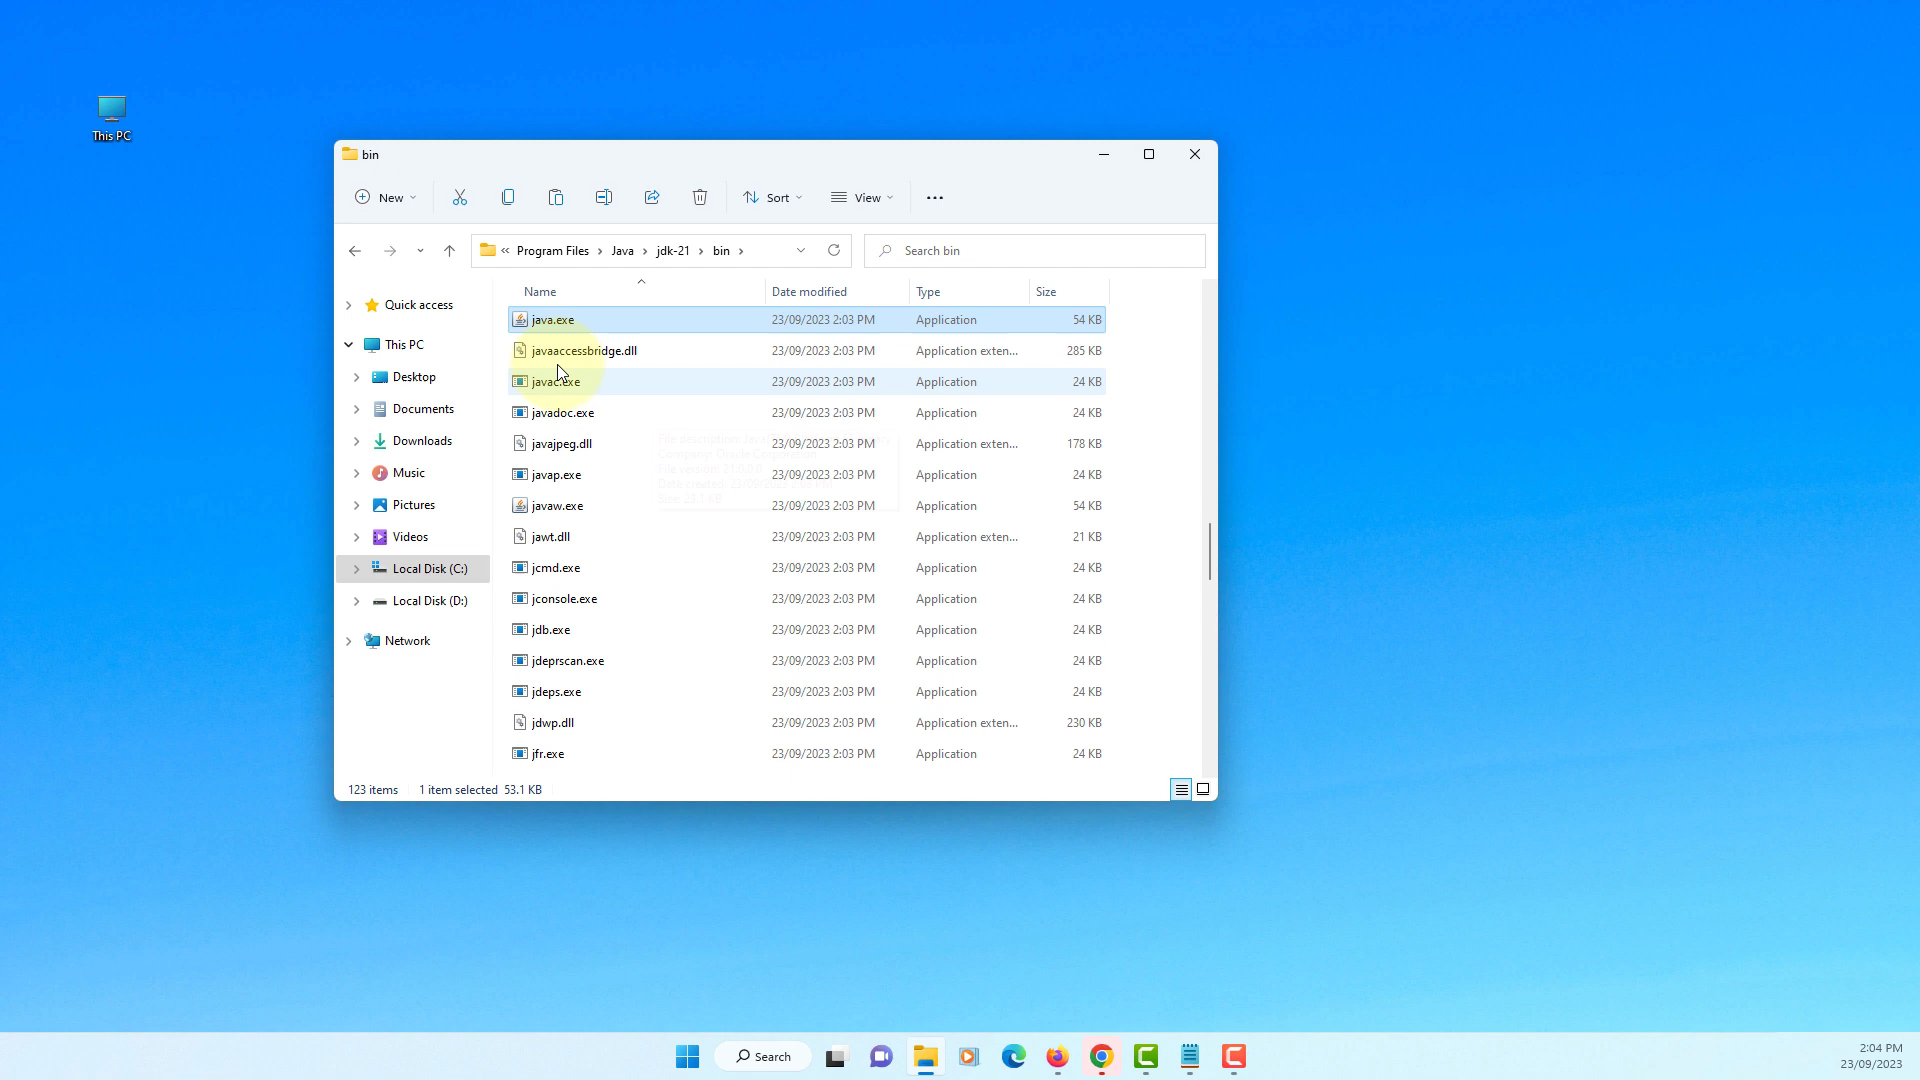 This PC
bin
New
Sort
View
« Program Files > Java > jdk-21 > bin >
Search bin
Name Date modified Type Size
Quick access
This PC
Desktop
Documents
Downloads
Music
Pictures
Videos
Local Disk (C:)
Local Disk (D:)
Network
java.exe 23/09/2023 2:03 PM Application 54 KB
javaaccessbridge.dll 23/09/2023 2:03 PM Application exten... 285 KB
javac.exe 23/09/2023 2:03 PM Application 24 KB
javadoc.exe 23/09/2023 2:03 PM Application 24 KB
javajpeg.dll 23/09/2023 2:03 PM Application exten... 178 KB
javap.exe 23/09/2023 2:03 PM Application 24 KB
javaw.exe 23/09/2023 2:03 PM Application 54 KB
jawt.dll 23/09/2023 2:03 PM Application exten... 21 KB
jcmd.exe 23/09/2023 2:03 PM Application 24 KB
jconsole.exe 23/09/2023 2:03 PM Application 24 KB
jdb.exe 23/09/2023 2:03 PM Application 24 KB
jdeprscan.exe 23/09/2023 2:03 PM Application 24 KB
jdeps.exe 23/09/2023 2:03 PM Application 24 KB
jdwp.dll 23/09/2023 2:03 PM Application exten... 230 KB
jfr.exe 23/09/2023 2:03 PM Application 24 KB
123 items 1 item selected 53.1 KB
Search
2:04 PM
23/09/2023